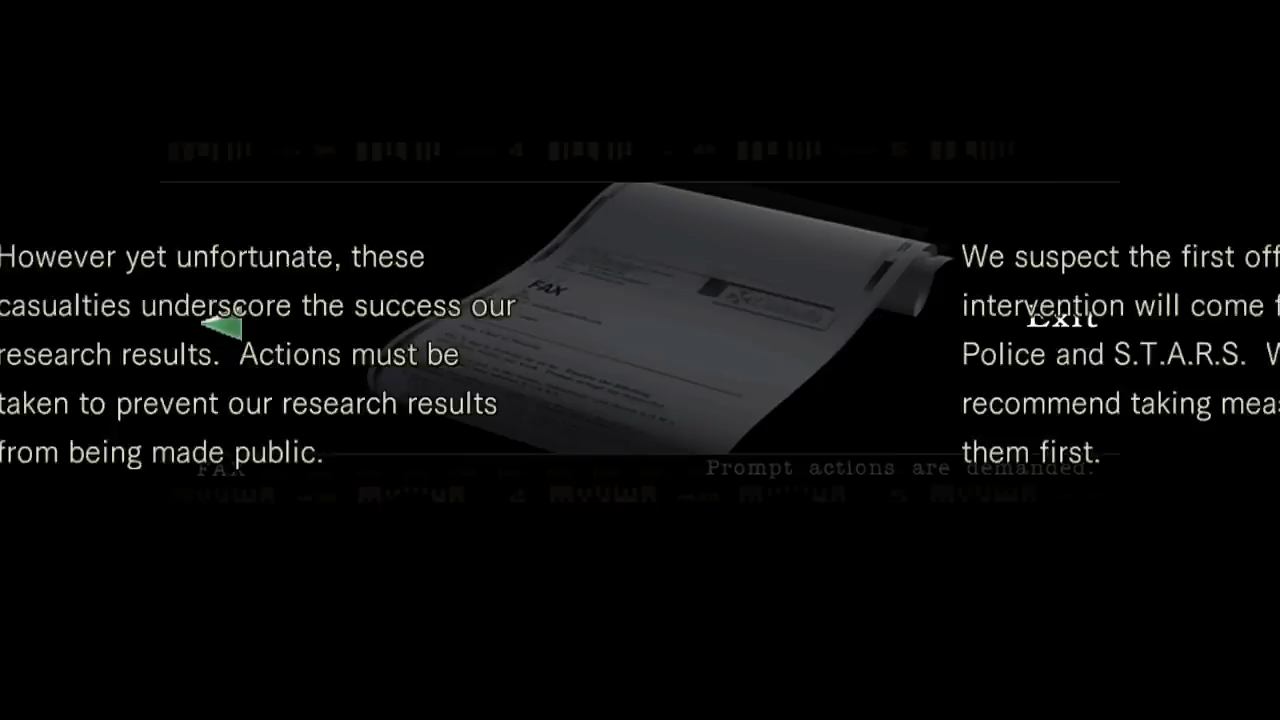 However yet unfortunate, these
casualties underscore the success our
research results. Actions must be
taken to prevent our research results
from being made public.
We suspect the first off
intervention will come f
Police and S.T.A.R.S. W
recommend taking meas
them first.
Exit
FAX
FAX
Prompt actions are demanded.